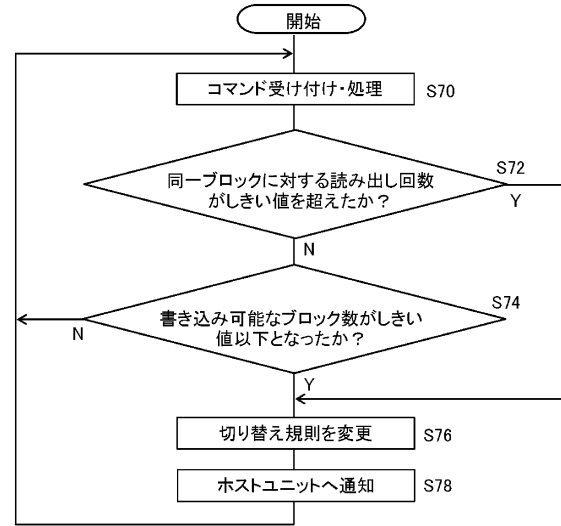 開始
コマンド受け付け・処理
S70
同一ブロックに対する読み出し回数
がしきい値を超えたか？
S72
Y
N
書き込み可能なブロック数がしきい
値以下となったか？
S74
N
Y
切り替え規則を変更
S76
ホストユニットへ通知
S78